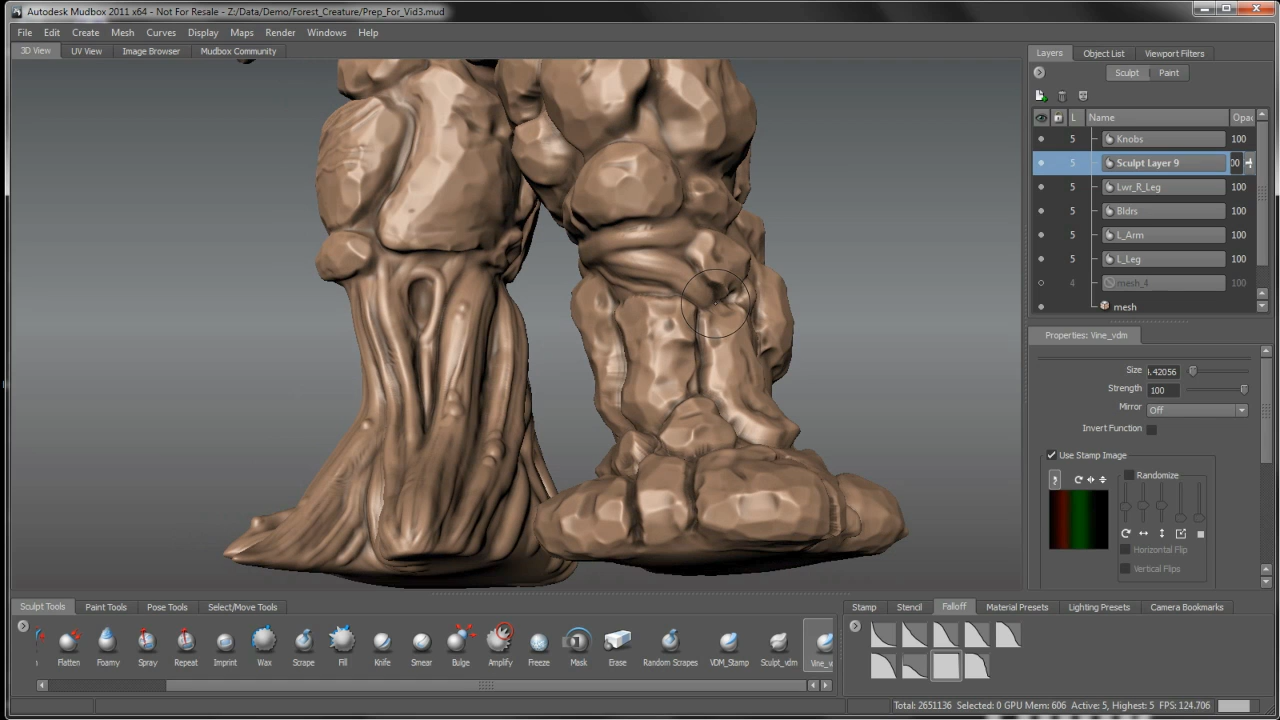 Autodesk Mudbox 2011 x64 - Not For Resale - Z:/Data/Demo/Forest_Creature/Prep_For_Vid3.mud
File Edit Create Mesh Curves Display Maps Render Windows Help
3D View UV View Image Browser Mudbox Community
Layers Object List Viewport Filters
Sculpt Paint
L Name Opac
5 Knobs 100
5 Sculpt Layer 9 00
5 Lwr_R_Leg 100
5 Bldrs 100
5 L_Arm 100
5 L_Leg 100
4 mesh_4 100
mesh
Properties: Vine_vdm
Size .42056
Strength 100
Mirror Off
Invert Function
Use Stamp Image
Randomize
Horizontal Flip
Vertical Flips
Sculpt Tools Paint Tools Pose Tools Select/Move Tools
Flatten Foamy Spray Repeat Imprint Wax Scrape Fill Knife Smear Bulge Amplify Freeze Mask Erase Random Scrapes VDM_Stamp Sculpt_vdm Vine_v
Stamp Stencil Falloff Material Presets Lighting Presets Camera Bookmarks
Total: 2651136 Selected: 0 GPU Mem: 606 Active: 5, Highest: 5 FPS: 124.706